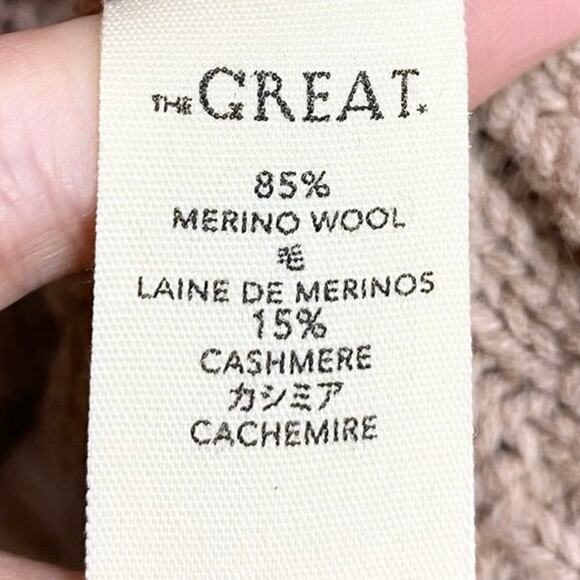 THE GREAT.
85%
MERINO WOOL
毛
LAINE DE MERINOS
15%
CASHMERE
カシミア
CACHEMIRE